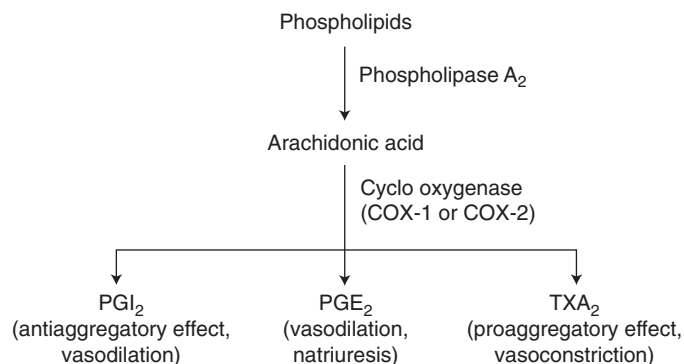 Phospholipids
Phospholipase A₂
Arachidonic acid
Cyclo oxygenase
(COX-1 or COX-2)
PGI₂
(antiaggregatory effect,
vasodilation)
PGE₂
(vasodilation,
natriuresis)
TXA₂
(proaggregatory effect,
vasoconstriction)